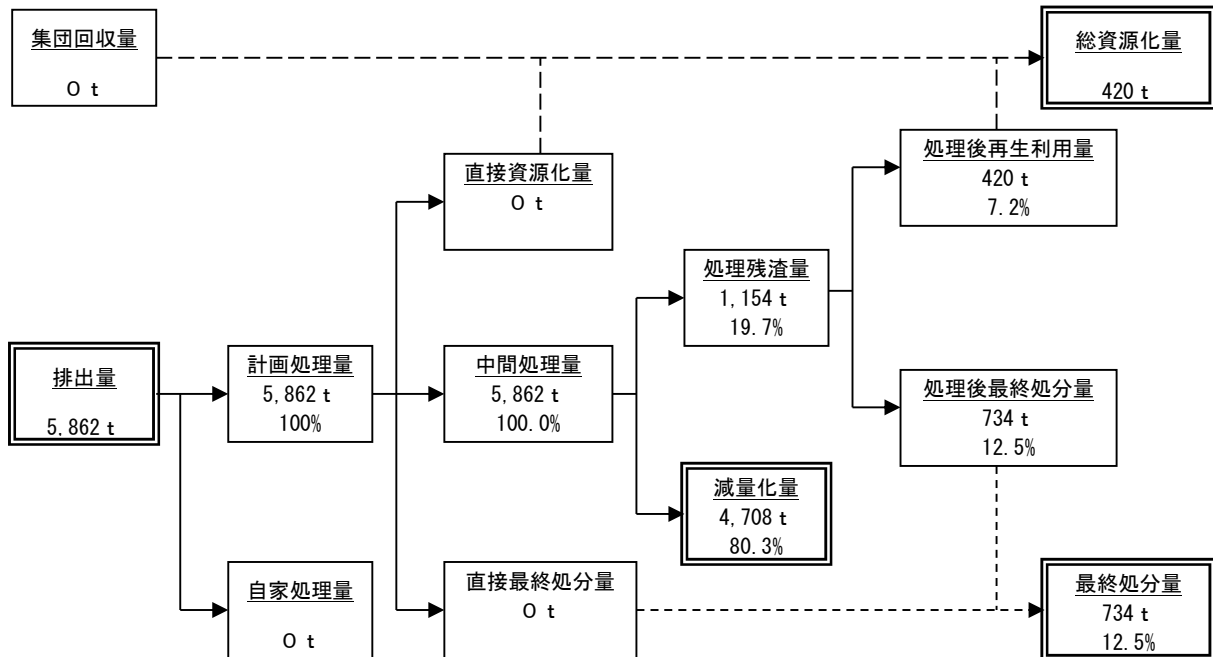 集団回収量
0 t
総資源化量
420 t
直接資源化量
0 t
処理後再生利用量
420 t
7.2%
処理残渣量
1,154 t
19.7%
排出量
5,862 t
計画処理量
5,862 t
100%
中間処理量
5,862 t
100.0%
処理後最終処分量
734 t
12.5%
減量化量
4,708 t
80.3%
自家処理量
0 t
直接最終処分量
0 t
最終処分量
734 t
12.5%